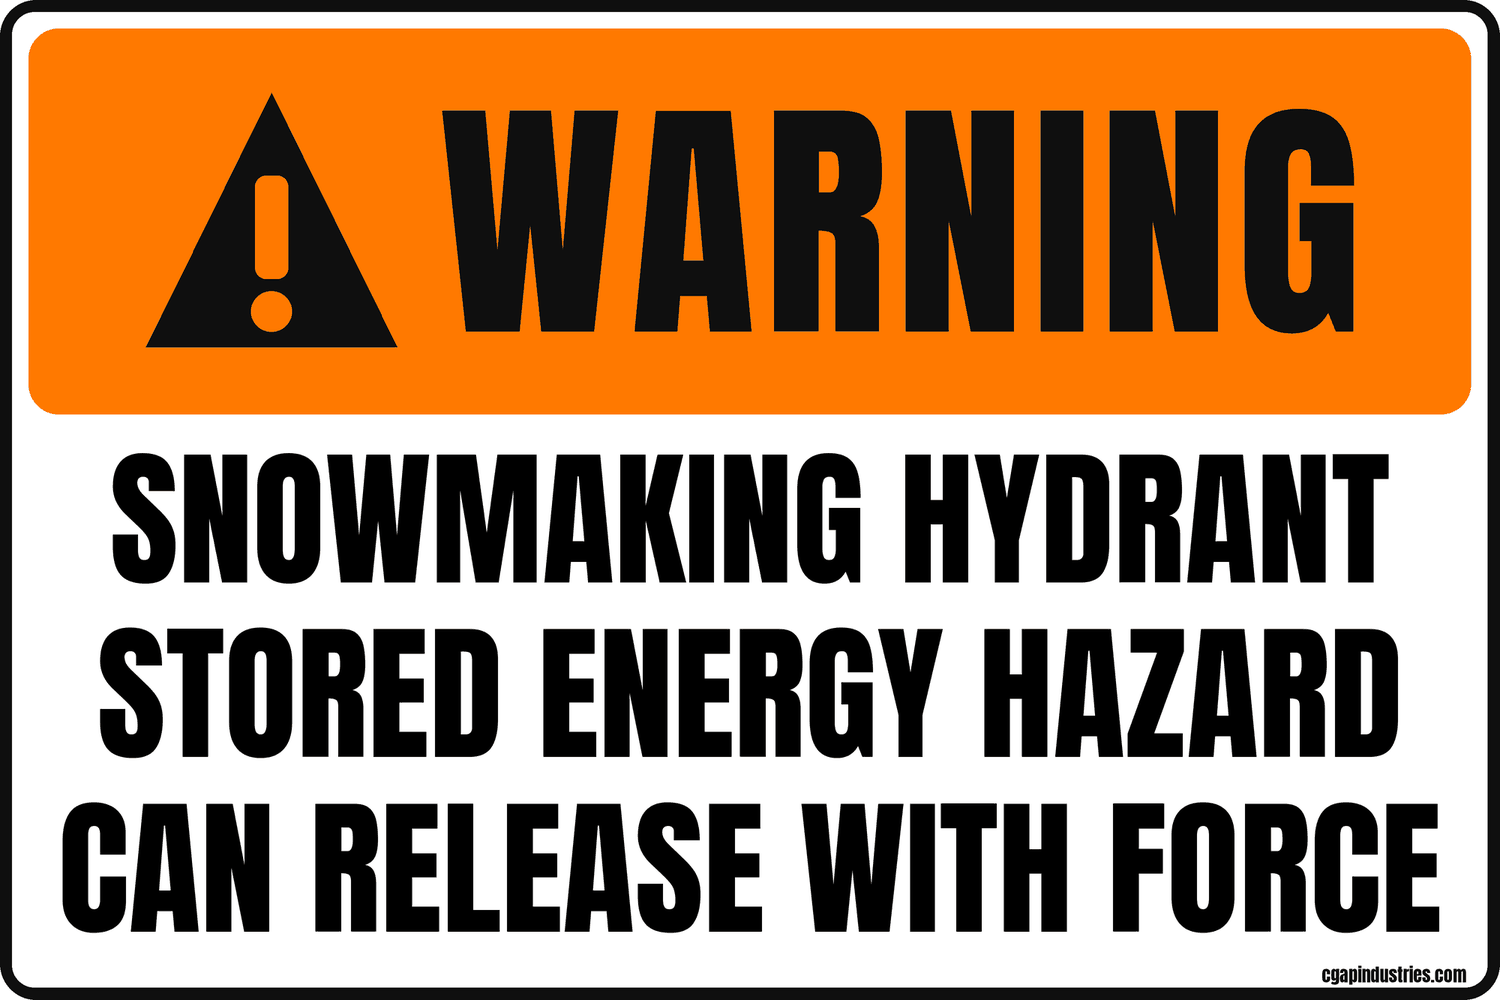 WARNING
SNOWMAKING HYDRANT
STORED ENERGY HAZARD
CAN RELEASE WITH FORCE
cgapindustries.com